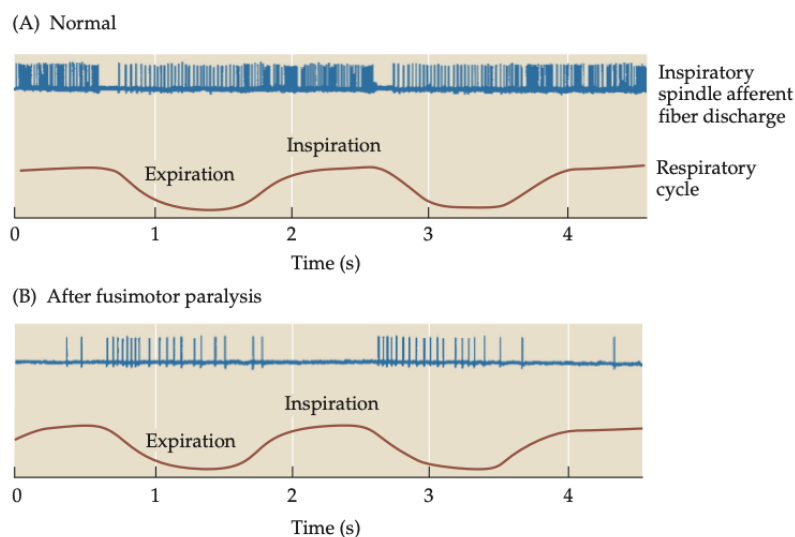 (A) Normal
Inspiratory
spindle afferent
fiber discharge
Inspiration
Expiration
Respiratory
cycle
0 1 2 3 4
Time (s)
(B) After fusimotor paralysis
Inspiration
Expiration
0 1 2 3 4
Time (s)